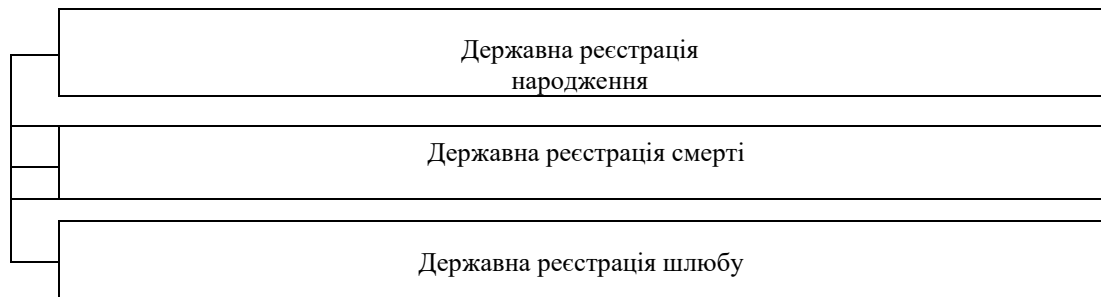 Державна реєстрація
народження
Державна реєстрація смерті
Державна реєстрація шлюбу